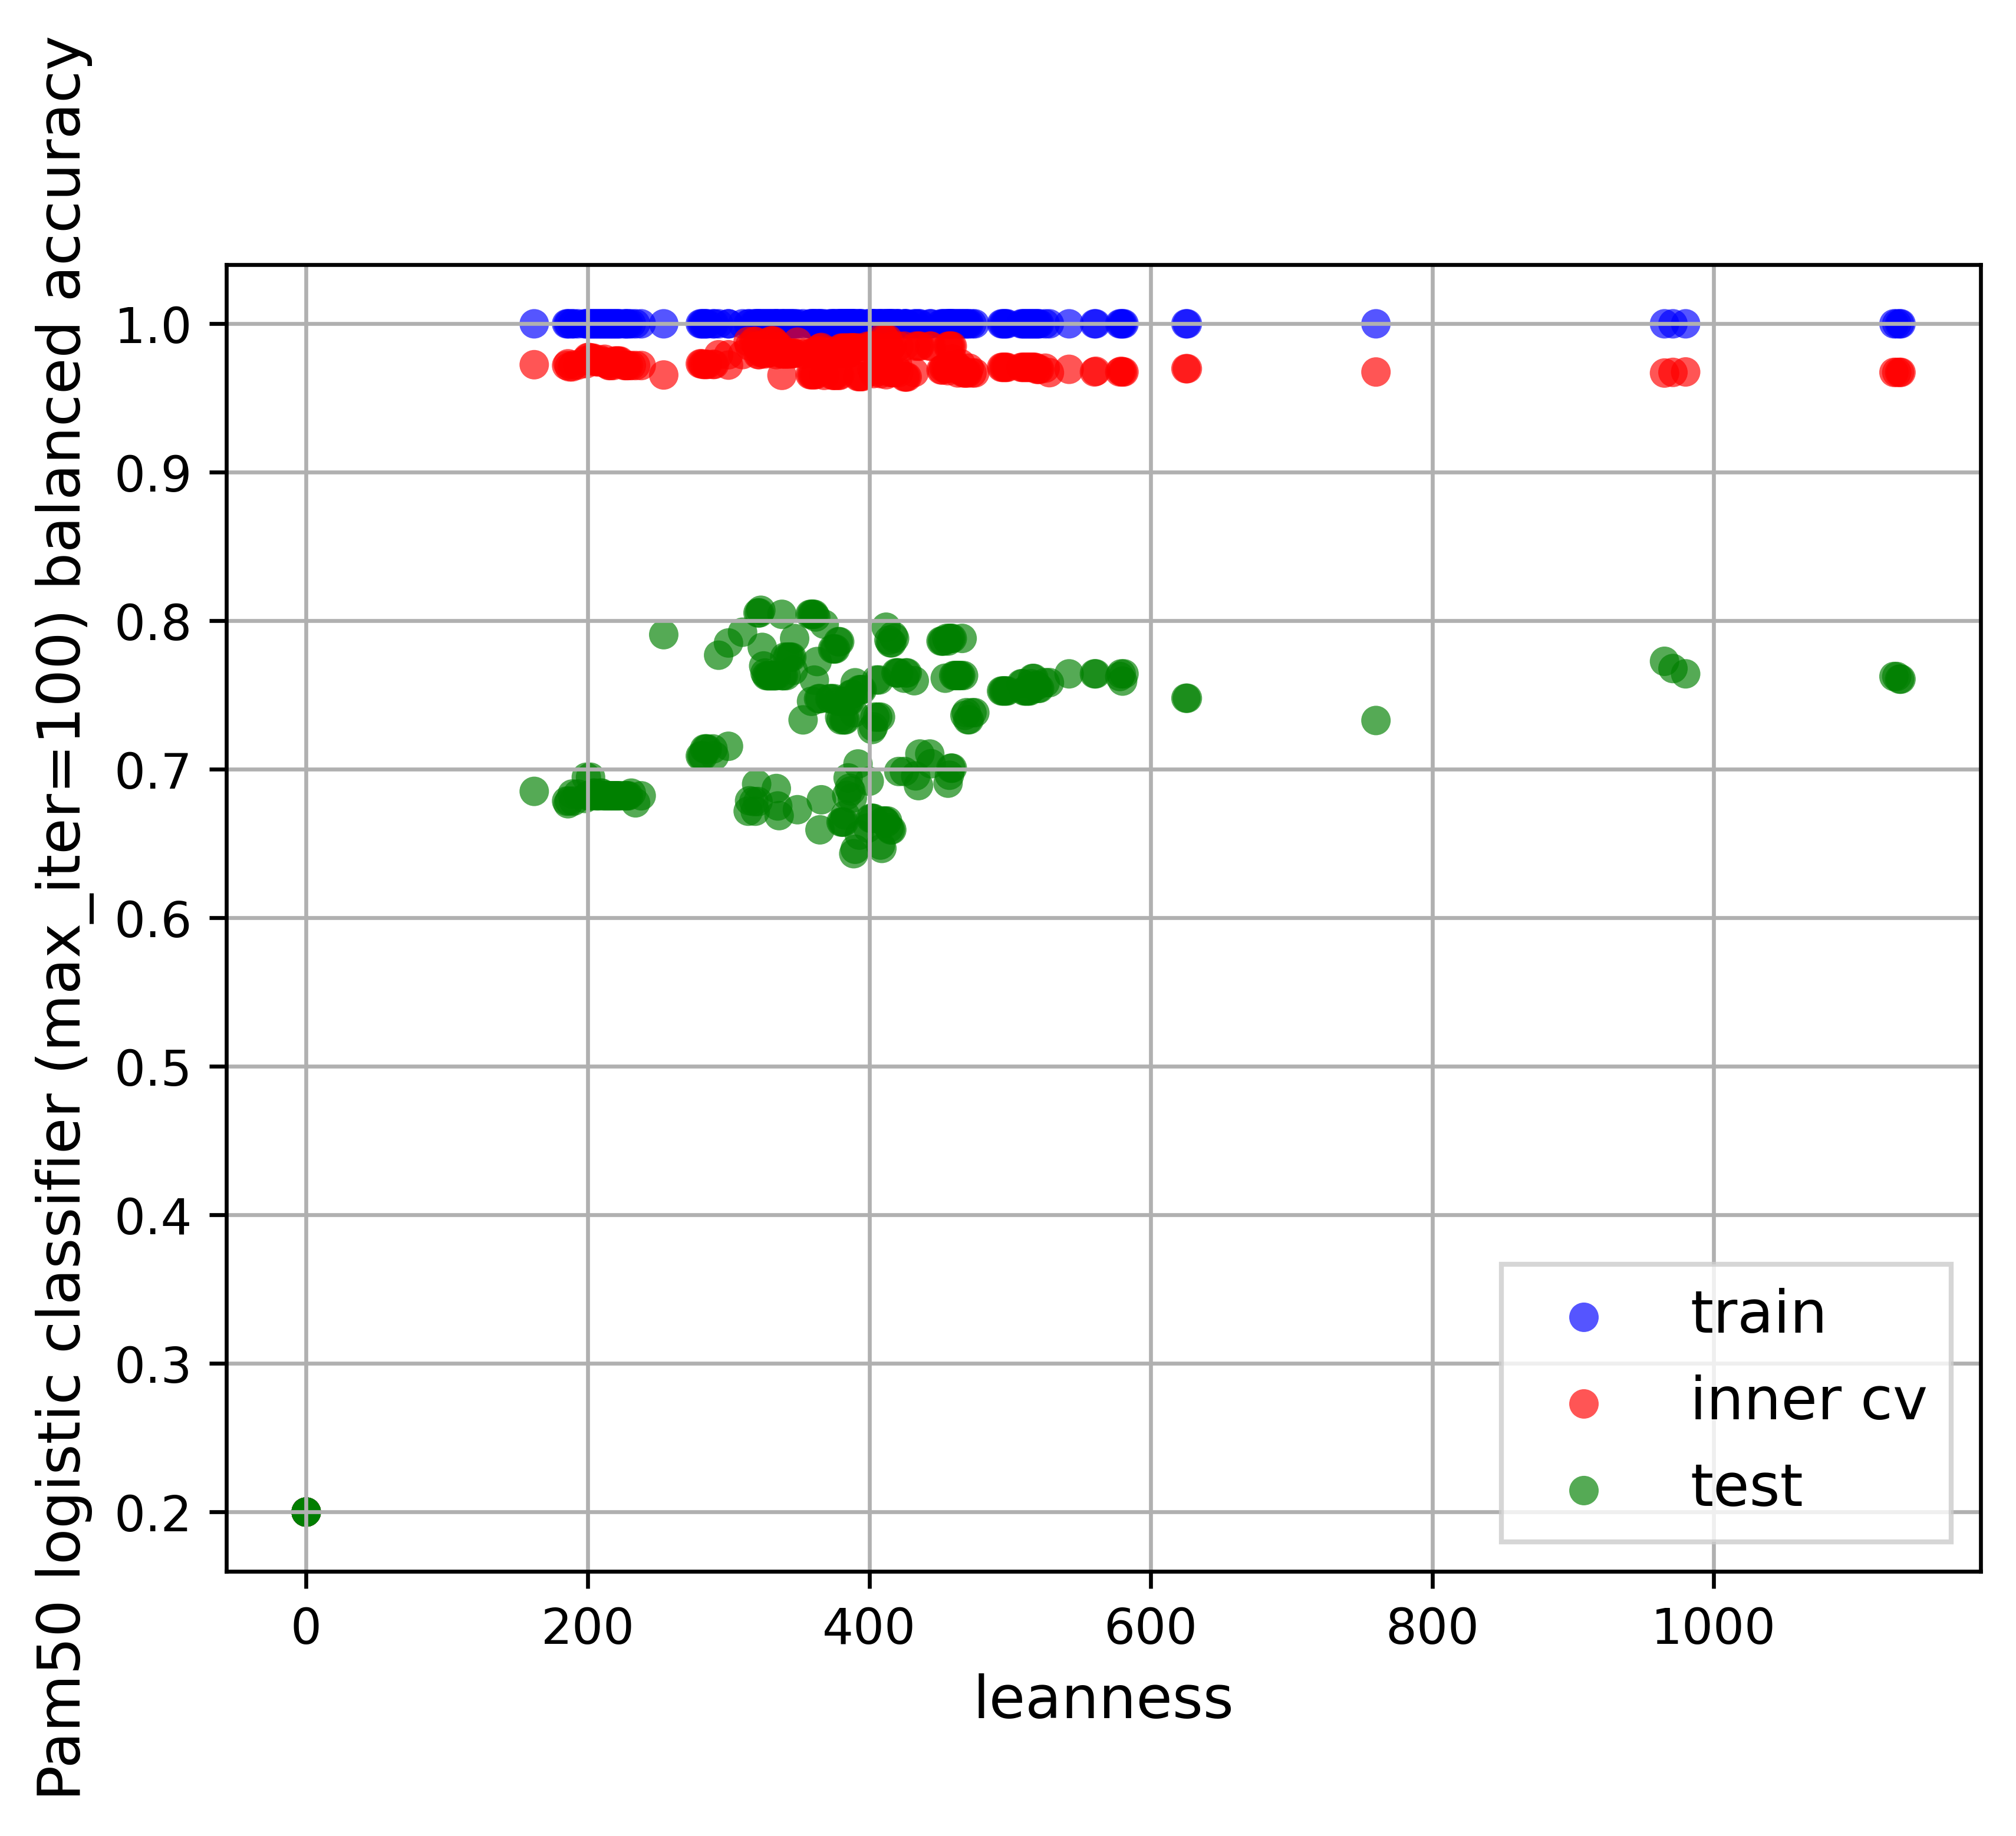 Pam50 logistic classifier (max_iter=100) balanced accuracy
1.0
0.9
0.8
0.7
0.6
0.5
0.4
0.3
0.2
train
inner cv
test
0 200 400 600 800 1000
leanness